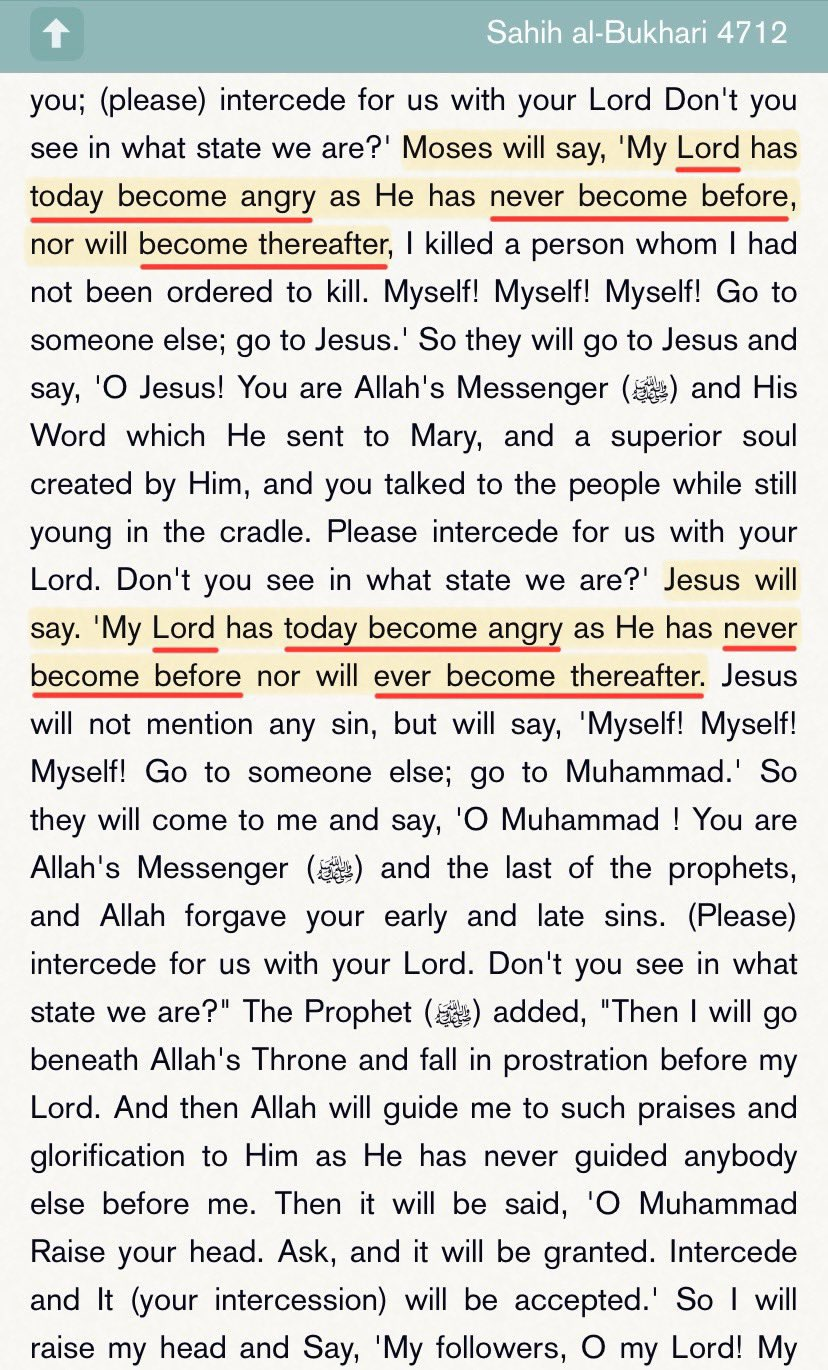 Sahih al-Bukhari 4712
you; (please) intercede for us with your Lord Don't you
see in what state we are?' Moses will say, 'My Lord has
today become angry as He has never become before,
nor will become thereafter, I killed a person whom I had
not been ordered to kill. Myself! Myself! Myself! Go to
someone else; go to Jesus.' So they will go to Jesus and
say, 'O Jesus! You are Allah's Messenger (ﷺ) and His
Word which He sent to Mary, and a superior soul
created by Him, and you talked to the people while still
young in the cradle. Please intercede for us with your
Lord. Don't you see in what state we are?' Jesus will
say. 'My Lord has today become angry as He has never
become before nor will ever become thereafter. Jesus
will not mention any sin, but will say, 'Myself! Myself!
Myself! Go to someone else; go to Muhammad.' So
they will come to me and say, 'O Muhammad ! You are
Allah's Messenger (ﷺ) and the last of the prophets,
and Allah forgave your early and late sins. (Please)
intercede for us with your Lord. Don't you see in what
state we are?" The Prophet (ﷺ) added, "Then I will go
beneath Allah's Throne and fall in prostration before my
Lord. And then Allah will guide me to such praises and
glorification to Him as He has never guided anybody
else before me. Then it will be said, 'O Muhammad
Raise your head. Ask, and it will be granted. Intercede
and It (your intercession) will be accepted.' So I will
raise my head and Say, 'My followers, O my Lord! My